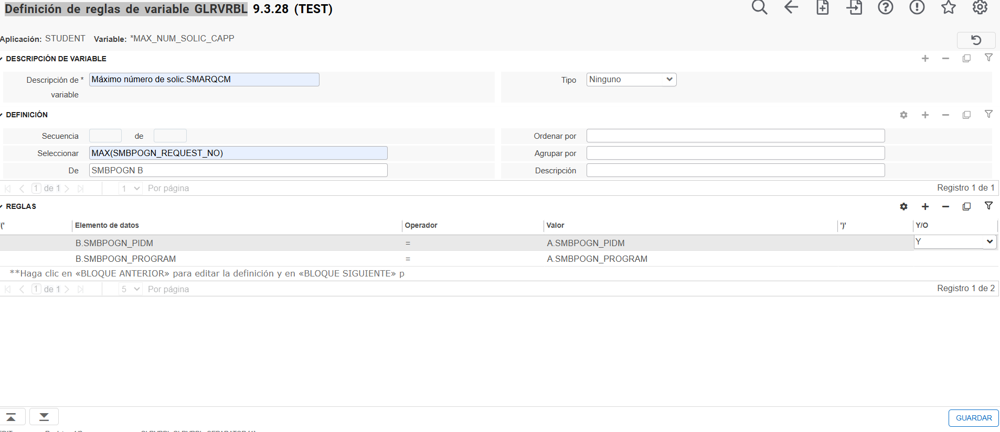 Definición de reglas de variable GLRVRBL 9.3.28 (TEST)
Aplicación: STUDENT Variable: *MAX_NUM_SOLIC_CAPP
DESCRIPCIÓN DE VARIABLE
Descripción de * variable Máximo número de solic.SMARQCM Tipo Ninguno
DEFINICIÓN
Secuencia de Ordenar por
Seleccionar MAX(SMBPOGN_REQUEST_NO) Agrupar por
De SMBPOGN B Descripción
1 de 1 1 Por página Registro 1 de 1
REGLAS
'(' Elemento de datos Operador Valor ')' Y/O
B.SMBPOGN_PIDM = A.SMBPOGN_PIDM Y
B.SMBPOGN_PROGRAM = A.SMBPOGN_PROGRAM
**Haga clic en «BLOQUE ANTERIOR» para editar la definición y en «BLOQUE SIGUIENTE» p
1 de 1 5 Por página Registro 1 de 2
GUARDAR